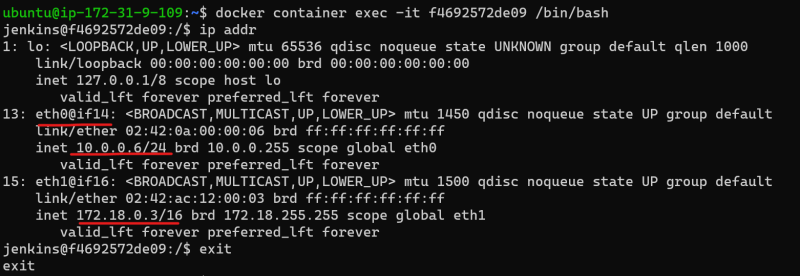 ubuntu@ip-172-31-9-109:~$ docker container exec -it f4692572de09 /bin/bash
jenkins@f4692572de09:/$ ip addr
1: lo: <LOOPBACK,UP,LOWER_UP> mtu 65536 qdisc noqueue state UNKNOWN group default qlen 1000
    link/loopback 00:00:00:00:00:00 brd 00:00:00:00:00:00
    inet 127.0.0.1/8 scope host lo
       valid_lft forever preferred_lft forever
13: eth0@if14: <BROADCAST,MULTICAST,UP,LOWER_UP> mtu 1450 qdisc noqueue state UP group default
    link/ether 02:42:0a:00:00:06 brd ff:ff:ff:ff:ff:ff
    inet 10.0.0.6/24 brd 10.0.0.255 scope global eth0
       valid_lft forever preferred_lft forever
15: eth1@if16: <BROADCAST,MULTICAST,UP,LOWER_UP> mtu 1500 qdisc noqueue state UP group default
    link/ether 02:42:ac:12:00:03 brd ff:ff:ff:ff:ff:ff
    inet 172.18.0.3/16 brd 172.18.255.255 scope global eth1
       valid_lft forever preferred_lft forever
jenkins@f4692572de09:/$ exit
exit